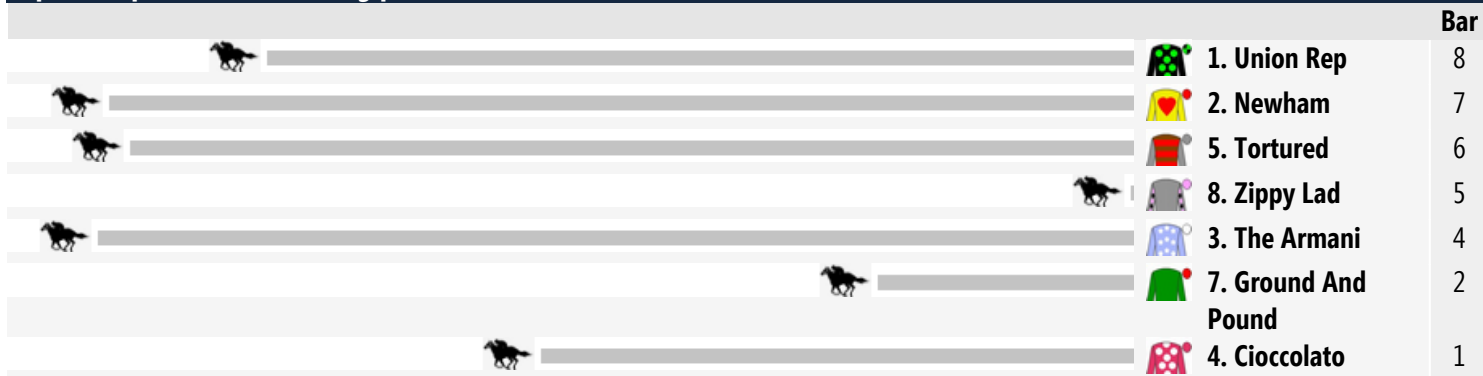 Bar
1. Union Rep 8
2. Newham 7
5. Tortured 6
8. Zippy Lad 5
3. The Armani 4
7. Ground And 2
Pound
4. Cioccolato 1